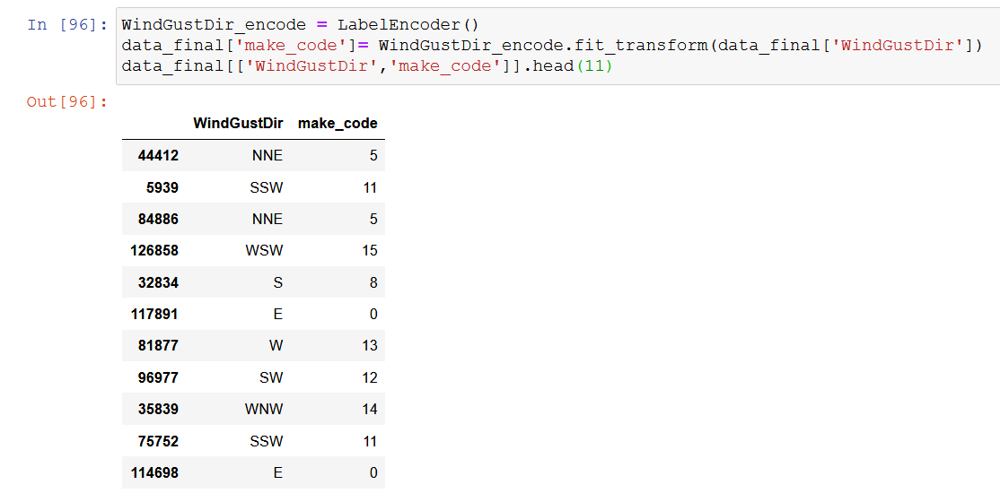 In [96]: WindGustDir_encode = LabelEncoder()
data_final['make_code']= WindGustDir_encode.fit_transform(data_final['WindGustDir'])
data_final[['WindGustDir','make_code']].head(11)
Out[96]:
WindGustDir make_code
44412 NNE 5
5939 SSW 11
84886 NNE 5
126858 WSW 15
32834 S 8
117891 E 0
81877 W 13
96977 SW 12
35839 WNW 14
75752 SSW 11
114698 E 0